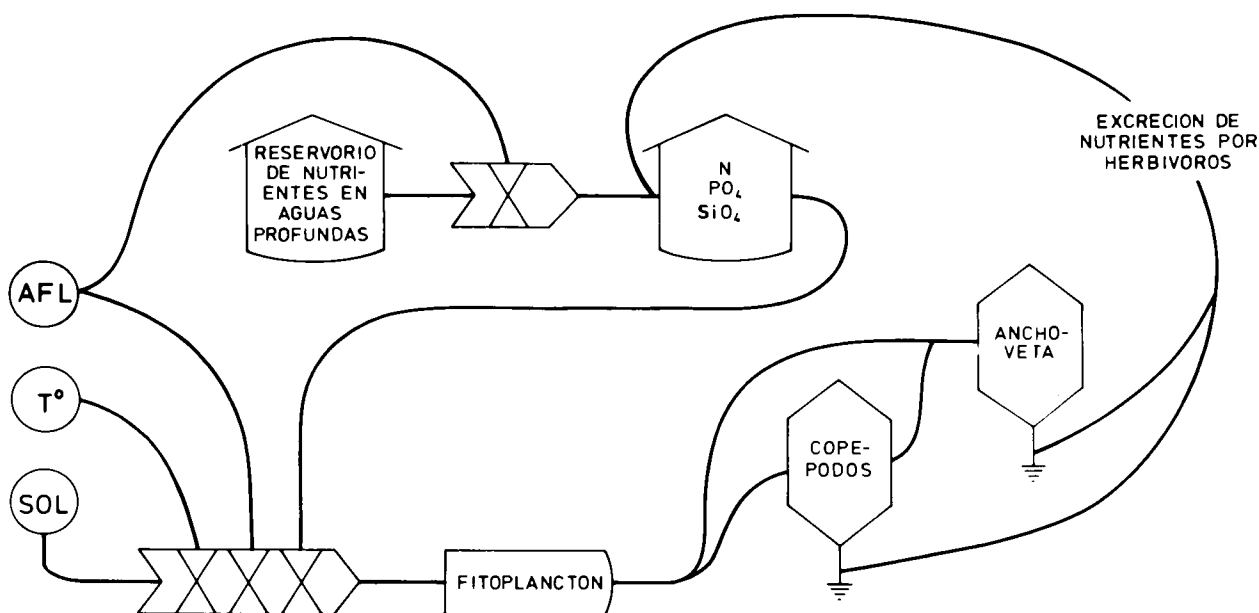 RESERVORIO
DE NUTRI-
ENTES EN
AGUAS
PROFUNDAS
N
PO₄
SiO₄
EXCRECION DE
NUTRIENTES POR
HERBIVOROS
AFL
T°
SOL
ANCHO-
VETA
COPE-
PODOS
FITOPLANCTON